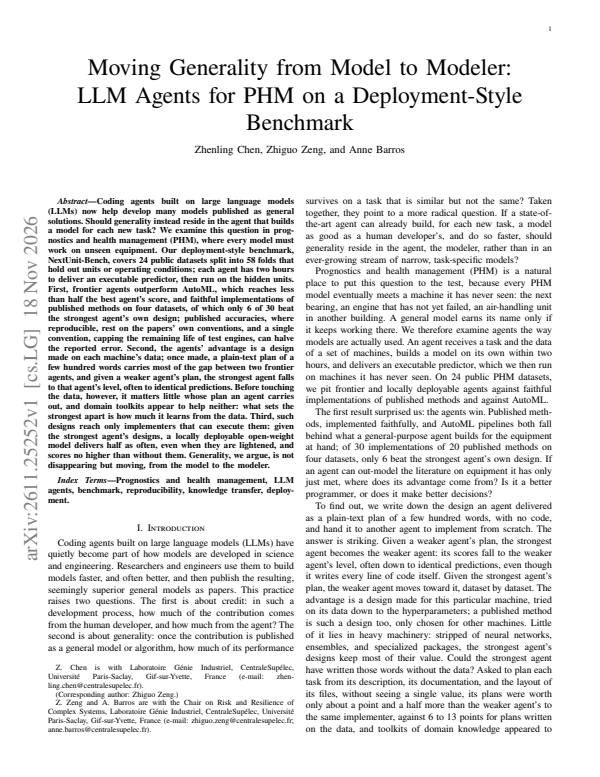 1
Moving Generality from Model to Modeler:
LLM Agents for PHM on a Deployment-Style
Benchmark
Zhenling Chen, Zhiguo Zeng, and Anne Barros
arXiv:2611.25252v1 [cs.LG] 18 Nov 2026
Abstract—Coding agents built on large language models
(LLMs) now help develop many models published as general
solutions. Should generality instead reside in the agent that builds
a model for each new task? We examine this question in prog-
nostics and health management (PHM), where every model must
work on unseen equipment. Our deployment-style benchmark,
NextUnit-Bench, covers 24 public datasets split into 58 folds that
hold out units or operating conditions; each agent has two hours
to deliver an executable predictor, then run on the hidden units.
First, frontier agents outperform AutoML, which reaches less
than half the best agent's score, and faithful implementations of
published methods on four datasets, of which only 6 of 30 beat
the strongest agent's own design; published accuracies, where
reproducible, rest on the papers' own conventions, and a single
convention, capping the remaining life of test engines, can halve
the reported error. Second, the agents' advantage is a design
made on each machine's data; once made, a plain-text plan of a
few hundred words carries most of the gap between two frontier
agents, and given a weaker agent's plan, the strongest agent falls
to that agent's level, often to identical predictions. Before touching
the data, however, it matters little whose plan an agent carries
out, and domain toolkits appear to help neither: what sets the
strongest apart is how much it learns from the data. Third, such
designs reach only implementers that can execute them: given
the strongest agent's designs, a locally deployable open-weight
model delivers half as often, even when they are lightened, and
scores no higher than without them. Generality, we argue, is not
disappearing but moving, from the model to the modeler.
Index Terms—Prognostics and health management, LLM
agents, benchmark, reproducibility, knowledge transfer, deploy-
ment.
I. INTRODUCTION
Coding agents built on large language models (LLMs) have
quietly become part of how models are developed in science
and engineering. Researchers and engineers use them to build
models faster, and often better, and then publish the resulting,
seemingly superior general models as papers. This practice
raises two questions. The first is about credit: in such a
development process, how much of the contribution comes
from the human developer, and how much from the agent? The
second is about generality: once the contribution is published
as a general model or algorithm, how much of its performance
Z. Chen is with Laboratoire Génie Industriel, CentraleSupélec,
Université Paris-Saclay, Gif-sur-Yvette, France (e-mail: zhen-
ling.chen@centralesupelec.fr).
(Corresponding author: Zhiguo Zeng.)
Z. Zeng and A. Barros are with the Chair on Risk and Resilience of
Complex Systems, Laboratoire Génie Industriel, CentraleSupélec, Université
Paris-Saclay, Gif-sur-Yvette, France (e-mail: zhiguo.zeng@centralesupelec.fr;
anne.barros@centralesupelec.fr).
survives on a task that is similar but not the same? Taken
together, they point to a more radical question. If a state-of-
the-art agent can already build, for each new task, a model
as good as a human developer's, and do so faster, should
generality reside in the agent, the modeler, rather than in an
ever-growing stream of narrow, task-specific models?
Prognostics and health management (PHM) is a natural
place to put this question to the test, because every PHM
model eventually meets a machine it has never seen: the next
bearing, an engine that has not yet failed, an air-handling unit
in another building. A general model earns its name only if
it keeps working there. We therefore examine agents the way
models are actually used. An agent receives a task and the data
of a set of machines, builds a model on its own within two
hours, and delivers an executable predictor, which we then run
on machines it has never seen. On 24 public PHM datasets,
we pit frontier and locally deployable agents against faithful
implementations of published methods and against AutoML.
The first result surprised us: the agents win. Published meth-
ods, implemented faithfully, and AutoML pipelines both fall
behind what a general-purpose agent builds for the equipment
at hand; of 30 implementations of 20 published methods on
four datasets, only 6 beat the strongest agent's own design.
If an agent can out-model the literature on equipment it has only
just met, where does its advantage come from? Is it a better
programmer, or does it make better decisions?
To find out, we write down the design an agent delivered
as a plain-text plan of a few hundred words, with no code,
and hand it to another agent to implement from scratch. The
answer is striking. Given a weaker agent's plan, the strongest
agent becomes the weaker agent: its scores fall to the weaker
agent's level, often down to identical predictions, even though
it writes every line of code itself. Given the strongest agent's
plan, the weaker agent moves toward it, dataset by dataset. The
advantage is a design made for this particular machine, tried
on its data down to the hyperparameters; a published method
is such a design too, only chosen for other machines. Little
of it lies in heavy machinery: stripped of neural networks,
ensembles, and specialized packages, the strongest agent's
designs keep most of their value. Could the strongest agent
have written those words without the data? Asked to plan each
task from its description, its documentation, and the layout of
its files, without seeing a single value, its plans were worth
only about a point and a half more than the weaker agent's to
the same implementer, against 6 to 13 points for plans written
on the data, and toolkits of domain knowledge appeared to